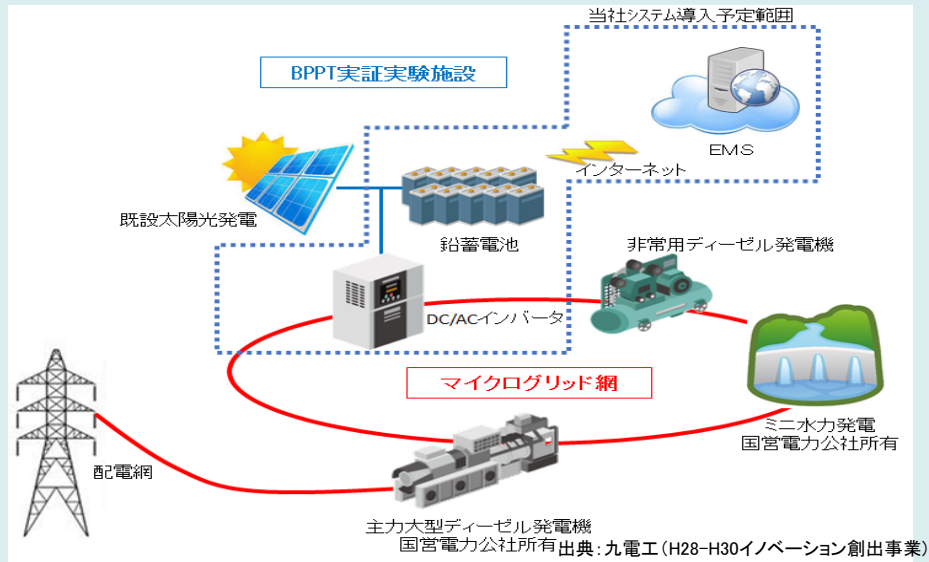 当社システム導入予定範囲
BPPT実証実験施設
EMS
インターネット
既設太陽光発電
鉛蓄電池
非常用ディーゼル発電機
DC/ACインバータ
マイクログリッド網
ミニ水力発電
国営電力公社所有
配電網
主力大型ディーゼル発電機
国営電力公社所有
出典：九電工（H28-H30イノベーション創出事業）